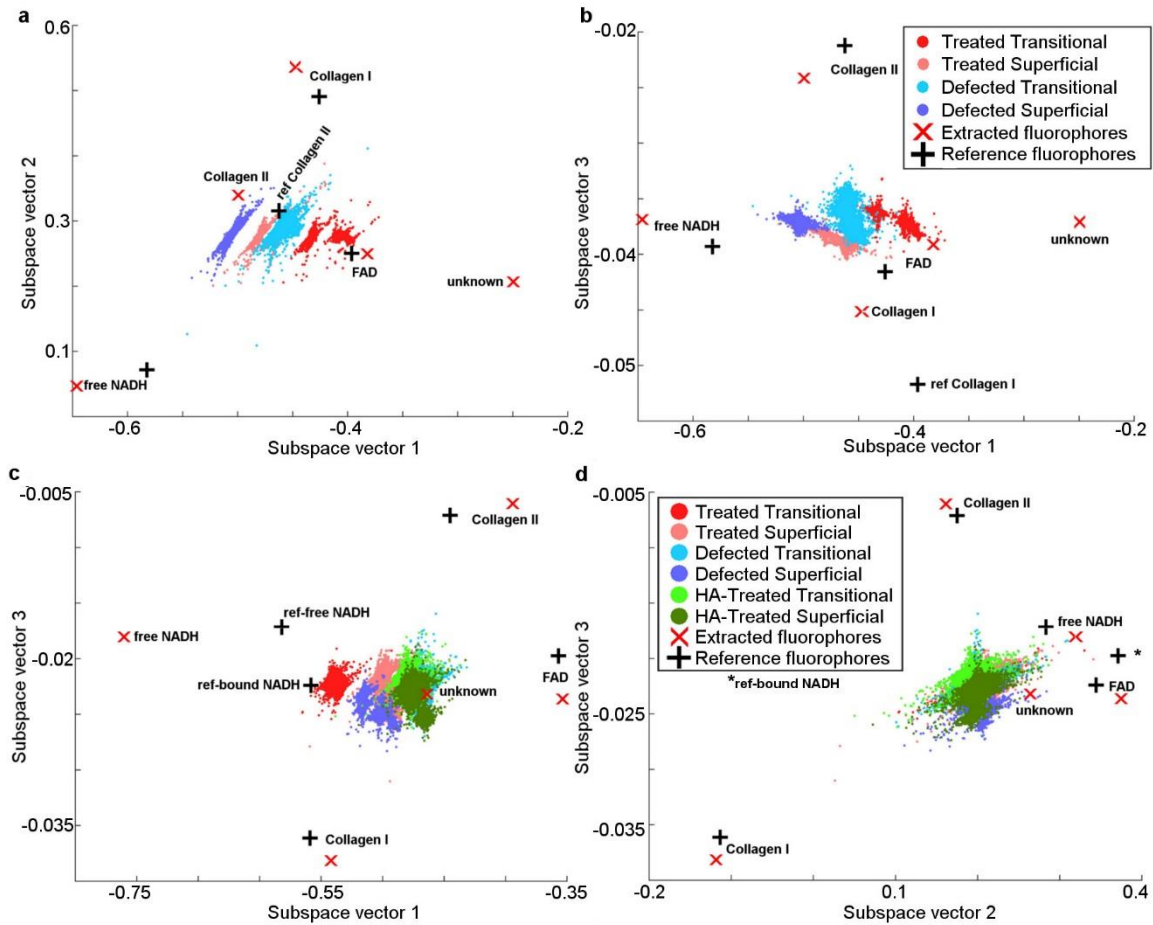 a
0.6
0.3
0.1
Subspace vector 2
Collagen I
ref Collagen II
Collagen II
FAD
unknown
free NADH
-0.6
-0.4
-0.2
Subspace vector 1
b
-0.02
-0.04
-0.05
Subspace vector 3
Collagen II
Treated Transitional
Treated Superficial
Defected Transitional
Defected Superficial
Extracted fluorophores
Reference fluorophores
free NADH
unknown
FAD
Collagen I
ref Collagen I
-0.6
-0.4
-0.2
Subspace vector 1
c
-0.005
-0.02
-0.035
Subspace vector 3
Collagen II
ref-free NADH
free NADH
ref-bound NADH
unknown
FAD
Collagen I
-0.75
-0.55
-0.35
Subspace vector 1
d
-0.005
-0.025
-0.035
Subspace vector 3
Treated Transitional
Treated Superficial
Defected Transitional
Defected Superficial
HA-Treated Transitional
HA-Treated Superficial
Extracted fluorophores
Reference fluorophores
*ref-bound NADH
Collagen II
free NADH
*
FAD
unknown
Collagen I
-0.2
0.1
0.4
Subspace vector 2